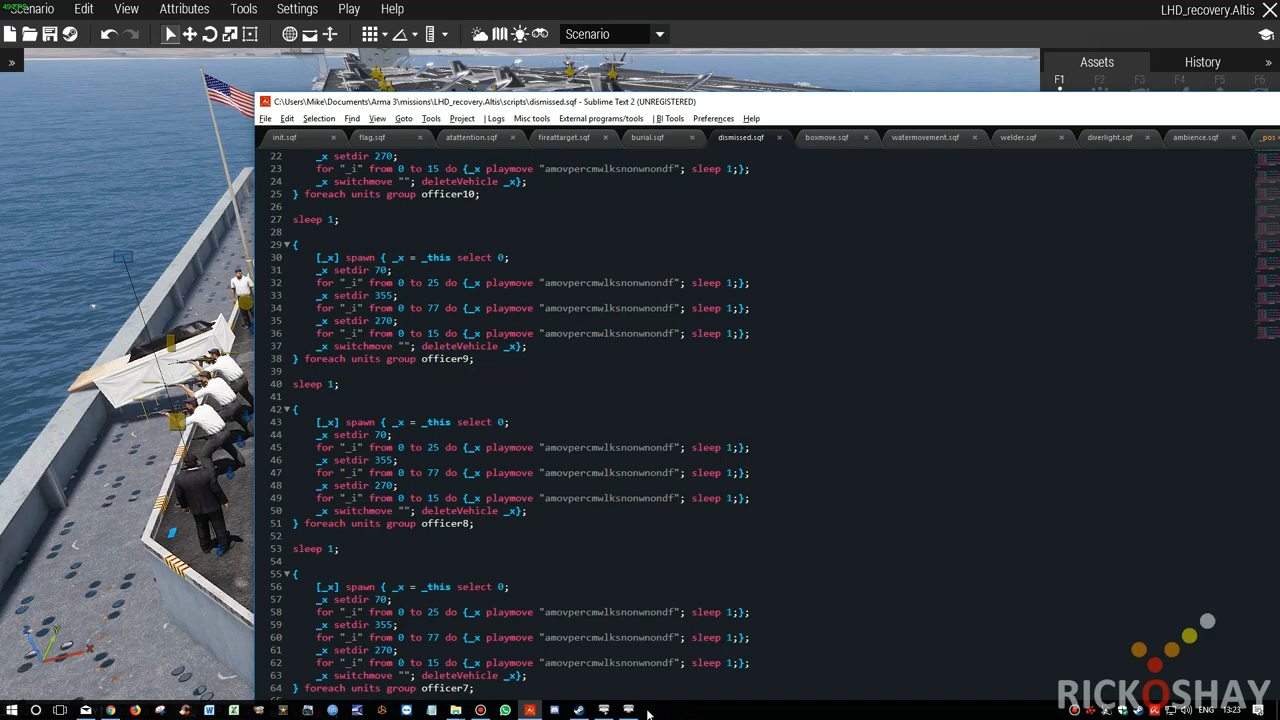 Scenario Edit View Attributes Tools Settings Play Help
LHD_recovery.Altis
Scenario
Assets History »
F1 F2 F3 F4 F5 F6
»
C:\Users\Mike\Documents\Arma 3\missions\LHD_recovery.Altis\scripts\dismissed.sqf - Sublime Text 2 (UNREGISTERED)
File Edit Selection Find View Goto Tools Project | Logs Misc tools External programs/tools | BI Tools Preferences Help
init.sqf flag.sqf atattention.sqf fireattarget.sqf burial.sqf dismissed.sqf boxmove.sqf watermovement.sqf welder.sqf diverlight.sqf ambience.sqf _pos
22 _x setdir 270;
23 for "_i" from 0 to 15 do {_x playmove "amovpercmwlksnonwnondf"; sleep 1;};
24 _x switchmove ""; deleteVehicle _x};
25 } foreach units group officer10;
26
27 sleep 1;
28
29 {
30 [_x] spawn { _x = _this select 0;
31 _x setdir 70;
32 for "_i" from 0 to 25 do {_x playmove "amovpercmwlksnonwnondf"; sleep 1;};
33 _x setdir 355;
34 for "_i" from 0 to 77 do {_x playmove "amovpercmwlksnonwnondf"; sleep 1;};
35 _x setdir 270;
36 for "_i" from 0 to 15 do {_x playmove "amovpercmwlksnonwnondf"; sleep 1;};
37 _x switchmove ""; deleteVehicle _x};
38 } foreach units group officer9;
39
40 sleep 1;
41
42 {
43 [_x] spawn { _x = _this select 0;
44 _x setdir 70;
45 for "_i" from 0 to 25 do {_x playmove "amovpercmwlksnonwnondf"; sleep 1;};
46 _x setdir 355;
47 for "_i" from 0 to 77 do {_x playmove "amovpercmwlksnonwnondf"; sleep 1;};
48 _x setdir 270;
49 for "_i" from 0 to 15 do {_x playmove "amovpercmwlksnonwnondf"; sleep 1;};
50 _x switchmove ""; deleteVehicle _x};
51 } foreach units group officer8;
52
53 sleep 1;
54
55 {
56 [_x] spawn { _x = _this select 0;
57 _x setdir 70;
58 for "_i" from 0 to 25 do {_x playmove "amovpercmwlksnonwnondf"; sleep 1;};
59 _x setdir 355;
60 for "_i" from 0 to 77 do {_x playmove "amovpercmwlksnonwnondf"; sleep 1;};
61 _x setdir 270;
62 for "_i" from 0 to 15 do {_x playmove "amovpercmwlksnonwnondf"; sleep 1;};
63 _x switchmove ""; deleteVehicle _x};
64 } foreach units group officer7;
RICKOSHAY
ENG 13:23